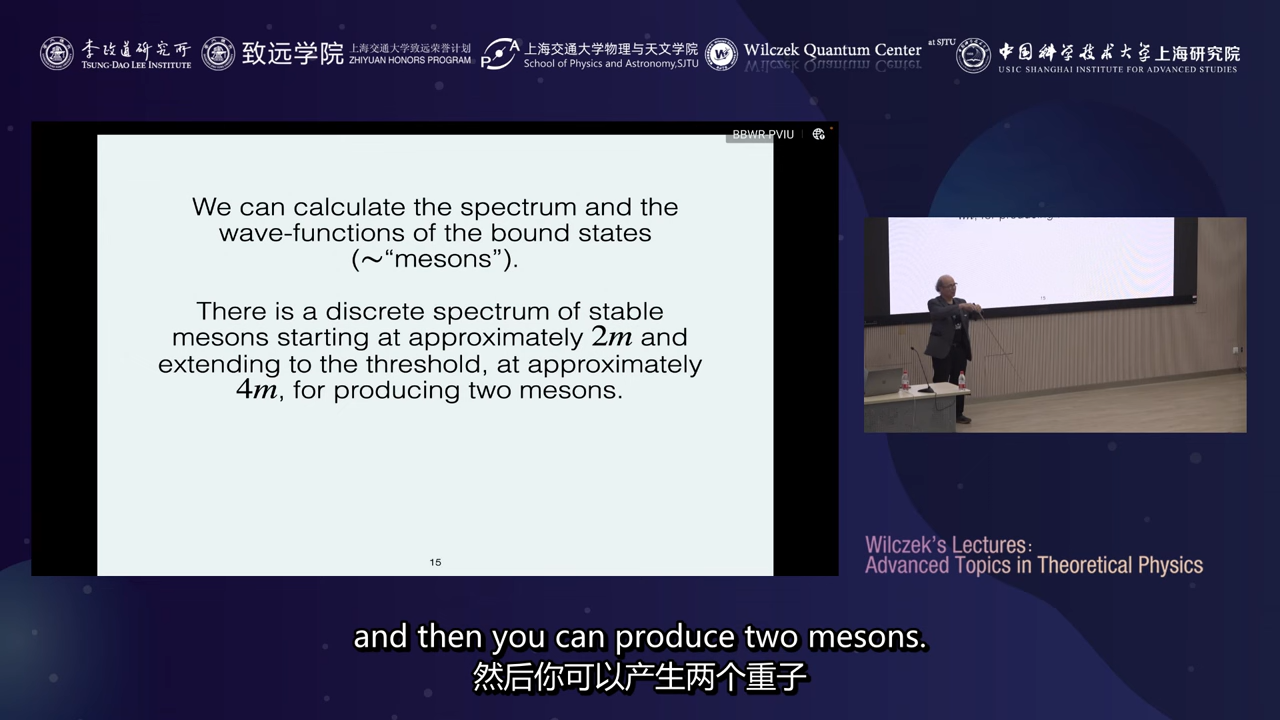 李政道研究所
TSUNG-DAO LEE INSTITUTE
致远学院
上海交通大学致远荣誉计划
ZHIYUAN HONORS PROGRAM
上海交通大学物理与天文学院
School of Physics and Astronomy,SJTU
Wilczek Quantum Center
at SJTU
中国科学技术大学上海研究院
USTC SHANGHAI INSTITUTE FOR ADVANCED STUDIES
BBWR PVIU
We can calculate the spectrum and the
wave-functions of the bound states
(~“mesons”).
There is a discrete spectrum of stable
mesons starting at approximately 2m and
extending to the threshold, at approximately
4m, for producing two mesons.
15
Wilczek's Lectures:
Advanced Topics in Theoretical Physics
and then you can produce two mesons.
然后你可以产生两个重子